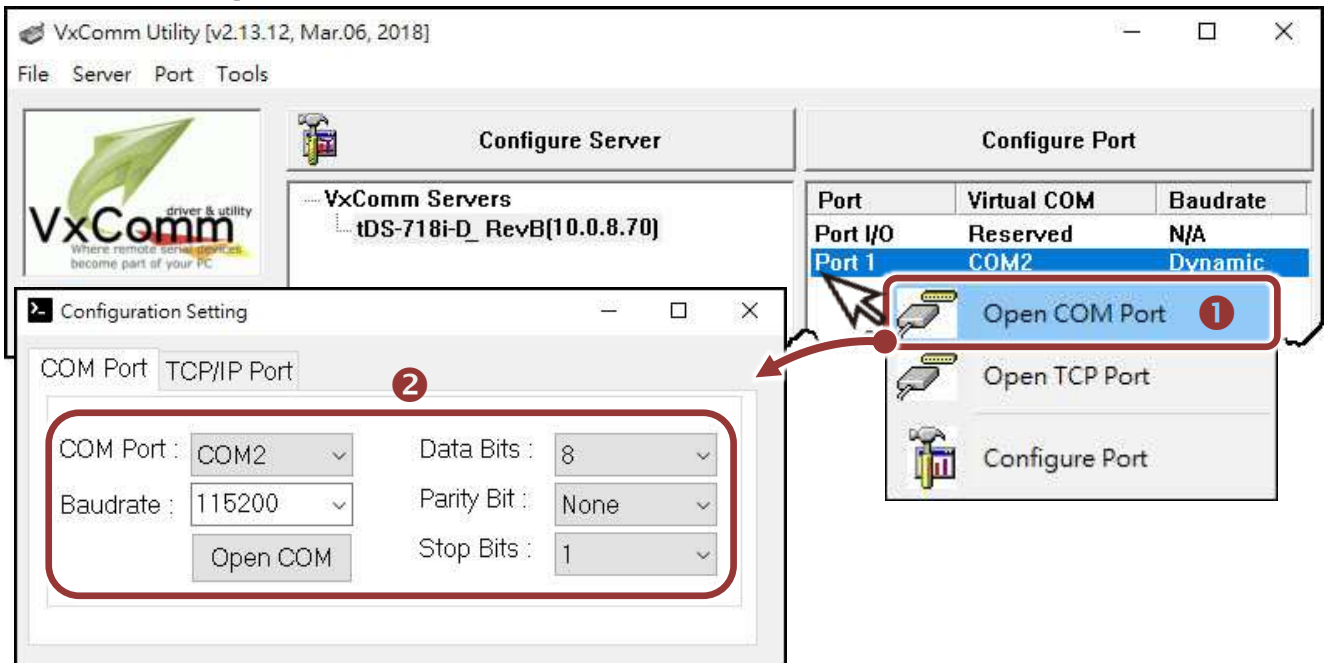 VxComm Utility [v2.13.12, Mar.06, 2018]
File Server Port Tools
VxComm
driver & utility
Where remote serial devices
become part of your PC
Configure Server
VxComm Servers
tDS-718i-D_RevB(10.0.8.70)
Configure Port
Port Virtual COM Baudrate
Port I/O Reserved N/A
Port 1 COM2 Dynamic
Open COM Port 1
Open TCP Port
Configure Port
Configuration Setting
COM Port TCP/IP Port
2
COM Port : COM2 Data Bits : 8
Baudrate : 115200 Parity Bit : None
Open COM Stop Bits : 1